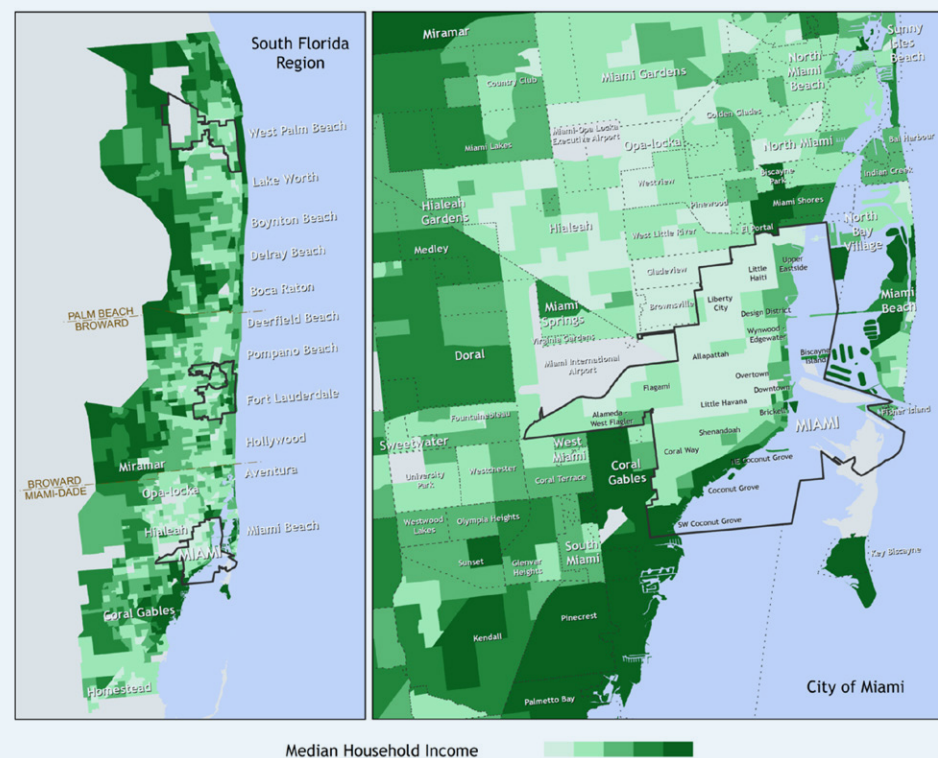 South Florida
Region
West Palm Beach
Lake Worth
Boynton Beach
Delray Beach
Boca Raton
PALM BEACH
BROWARD
Deerfield Beach
Pompano Beach
Fort Lauderdale
Hollywood
Miramar
Aventura
BROWARD
MIAMI-DADE
Opa-locka
Hialeah
Miami Beach
MIAMI
Coral Gables
Homestead
Miramar
Sunny
Isles
Beach
North
Miami
Beach
Country Club
Miami Gardens
Golden Glades
Miami-Opa Locka
Executive Airport
Miami Lakes
Opa-locka
North Miami
Bal Harbour
Biscayne
Park
Indian Creek
Westview
Miami Shores
Hialeah
Gardens
Pinewood
North
Bay
Village
Hialeah
West Little River
El Portal
Medley
Gladeview
Little
Haiti
Upper
Eastside
Miami
Springs
Brownsville
Liberty
City
Miami
Beach
Design District
Virginia Gardens
Wynwood -
Edgewater
Doral
Miami International
Airport
Allapattah
Biscayne
Island
Overtown
Flagami
Downtown
Little Havana
Fountainebleau
Alameda
West Flagler
Brickell
Fisher Island
MIAMI
Sweetwater
West
Miami
Shenandoah
Coral Way
University
Park
Westchester
Coral
Gables
NE Coconut Grove
Coral Terrace
Coconut Grove
Westwood
Lakes
Olympia Heights
SW Coconut Grove
South
Miami
Key Biscayne
Sunset
Glenvar
Heights
Pinecrest
Kendall
Palmetto Bay
City of Miami
Median Household Income